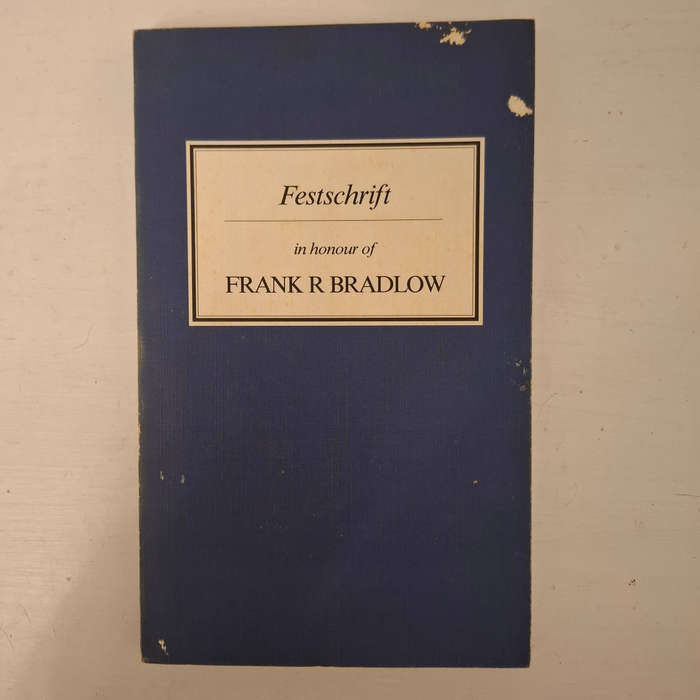 Festschrift
in honour of
FRANK R BRADLOW